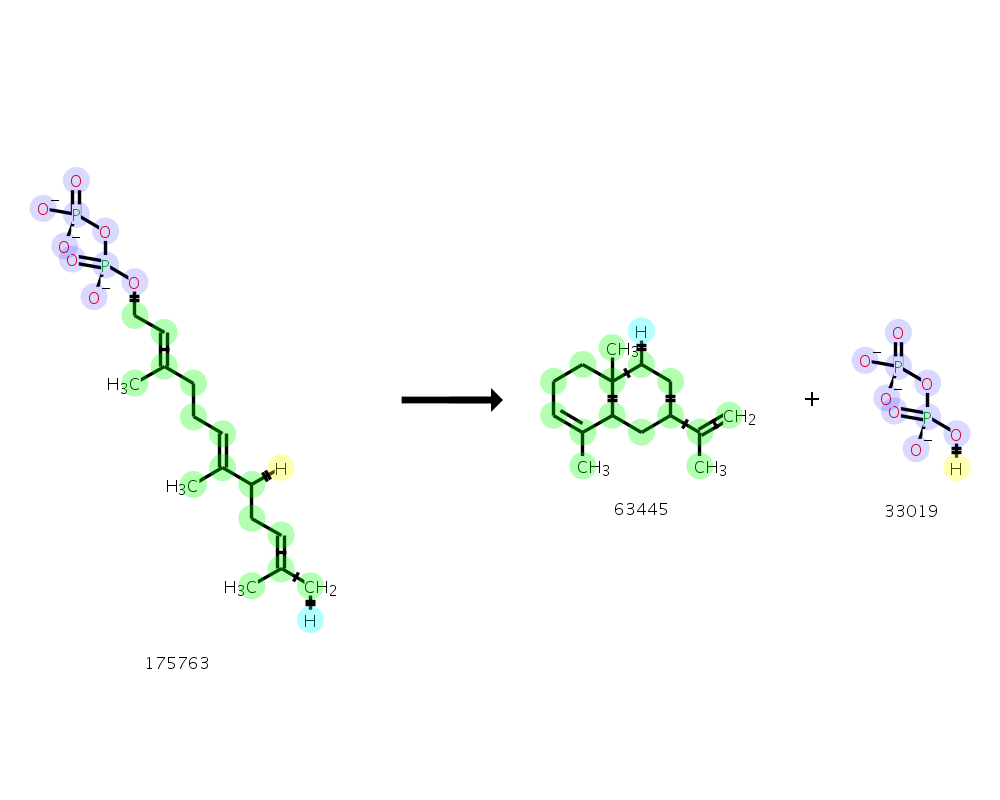 O
O⁻ P O
O⁻
O P O
O⁻
H₃C
H₃C H
H₃C CH₂
H
175763
H
CH₃
CH₂
CH₃ CH₃
63445
+
O
O⁻ P O
O⁻
O P O
O⁻
H
33019